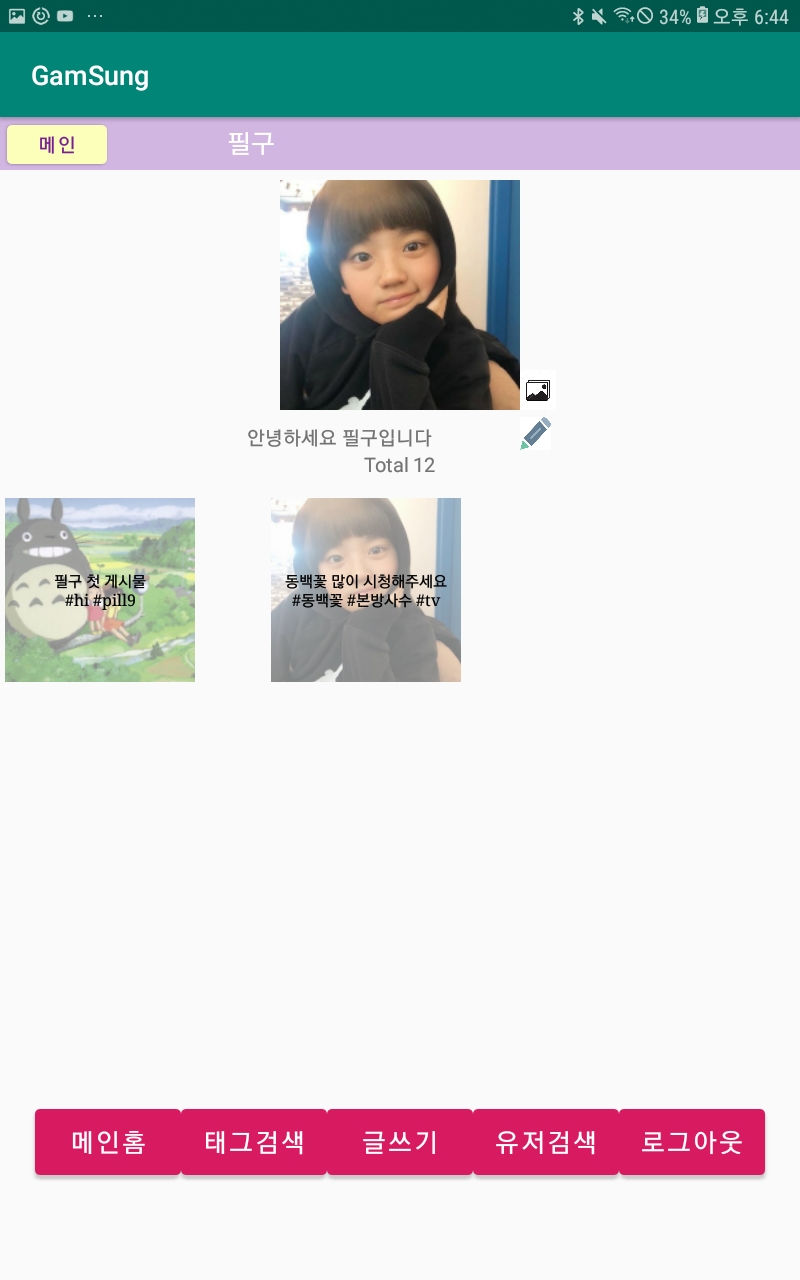 34% 오후 6:44
GamSung
메인
필구
안녕하세요 필구입니다
Total 12
필구 첫 게시물
#hi #pill9
동백꽃 많이 시청해주세요
#동백꽃 #본방사수 #tv
메인홈 태그검색 글쓰기 유저검색 로그아웃